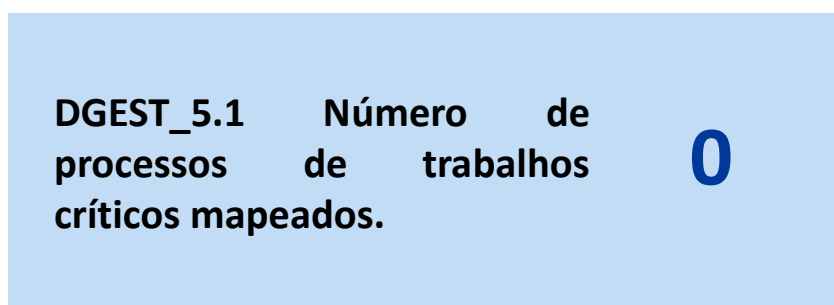 DGEST_5.1 Número de
processos de trabalhos
críticos mapeados.
0